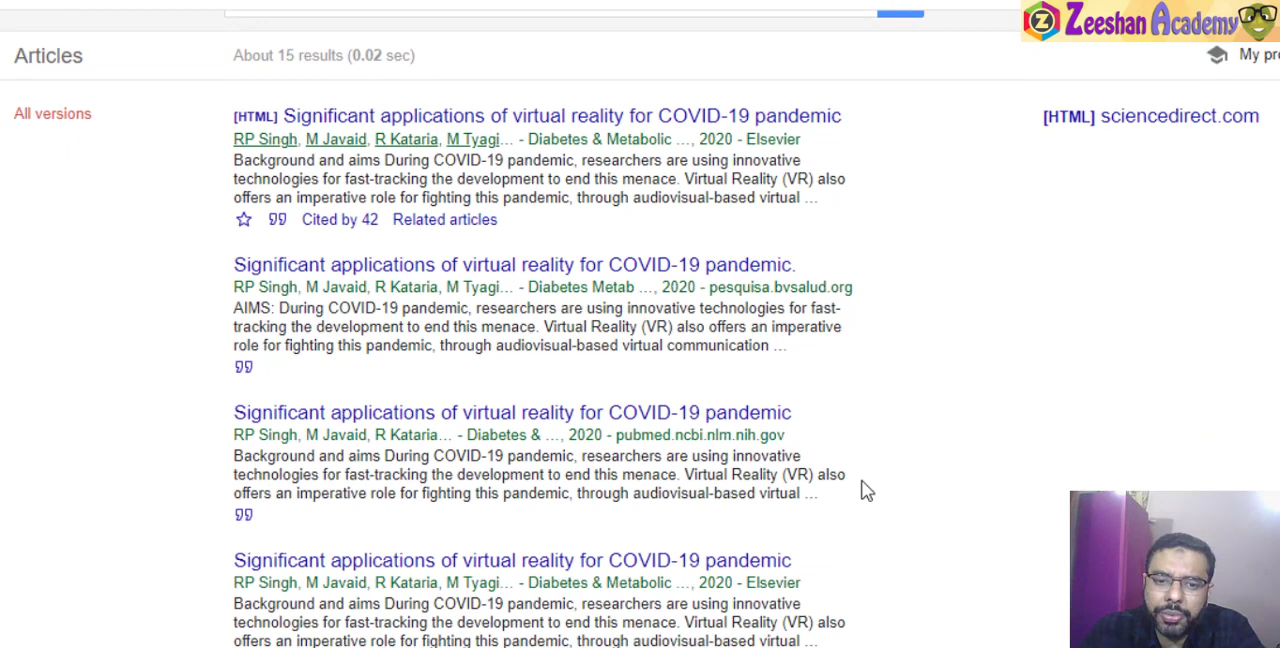 Zeeshan Academy
Articles
About 15 results (0.02 sec)
My
All versions
[HTML] Significant applications of virtual reality for COVID-19 pandemic
[HTML] sciencedirect.com
RP Singh, M Javaid, R Kataria, M Tyagi... - Diabetes & Metabolic ..., 2020 - Elsevier
Background and aims During COVID-19 pandemic, researchers are using innovative
technologies for fast-tracking the development to end this menace. Virtual Reality (VR) also
offers an imperative role for fighting this pandemic, through audiovisual-based virtual ...
Cited by 42 Related articles
Significant applications of virtual reality for COVID-19 pandemic.
RP Singh, M Javaid, R Kataria, M Tyagi... - Diabetes Metab ..., 2020 - pesquisa.bvsalud.org
AIMS: During COVID-19 pandemic, researchers are using innovative technologies for fast-
tracking the development to end this menace. Virtual Reality (VR) also offers an imperative
role for fighting this pandemic, through audiovisual-based virtual communication ...
Significant applications of virtual reality for COVID-19 pandemic
RP Singh, M Javaid, R Kataria... - Diabetes & ..., 2020 - pubmed.ncbi.nlm.nih.gov
Background and aims During COVID-19 pandemic, researchers are using innovative
technologies for fast-tracking the development to end this menace. Virtual Reality (VR) also
offers an imperative role for fighting this pandemic, through audiovisual-based virtual ...
Significant applications of virtual reality for COVID-19 pandemic
RP Singh, M Javaid, R Kataria, M Tyagi... - Diabetes & Metabolic ..., 2020 - Elsevier
Background and aims During COVID-19 pandemic, researchers are using innovative
technologies for fast-tracking the development to end this menace. Virtual Reality (VR) also
offers an imperative role for fighting this pandemic, through audiovisual-based virtual ...